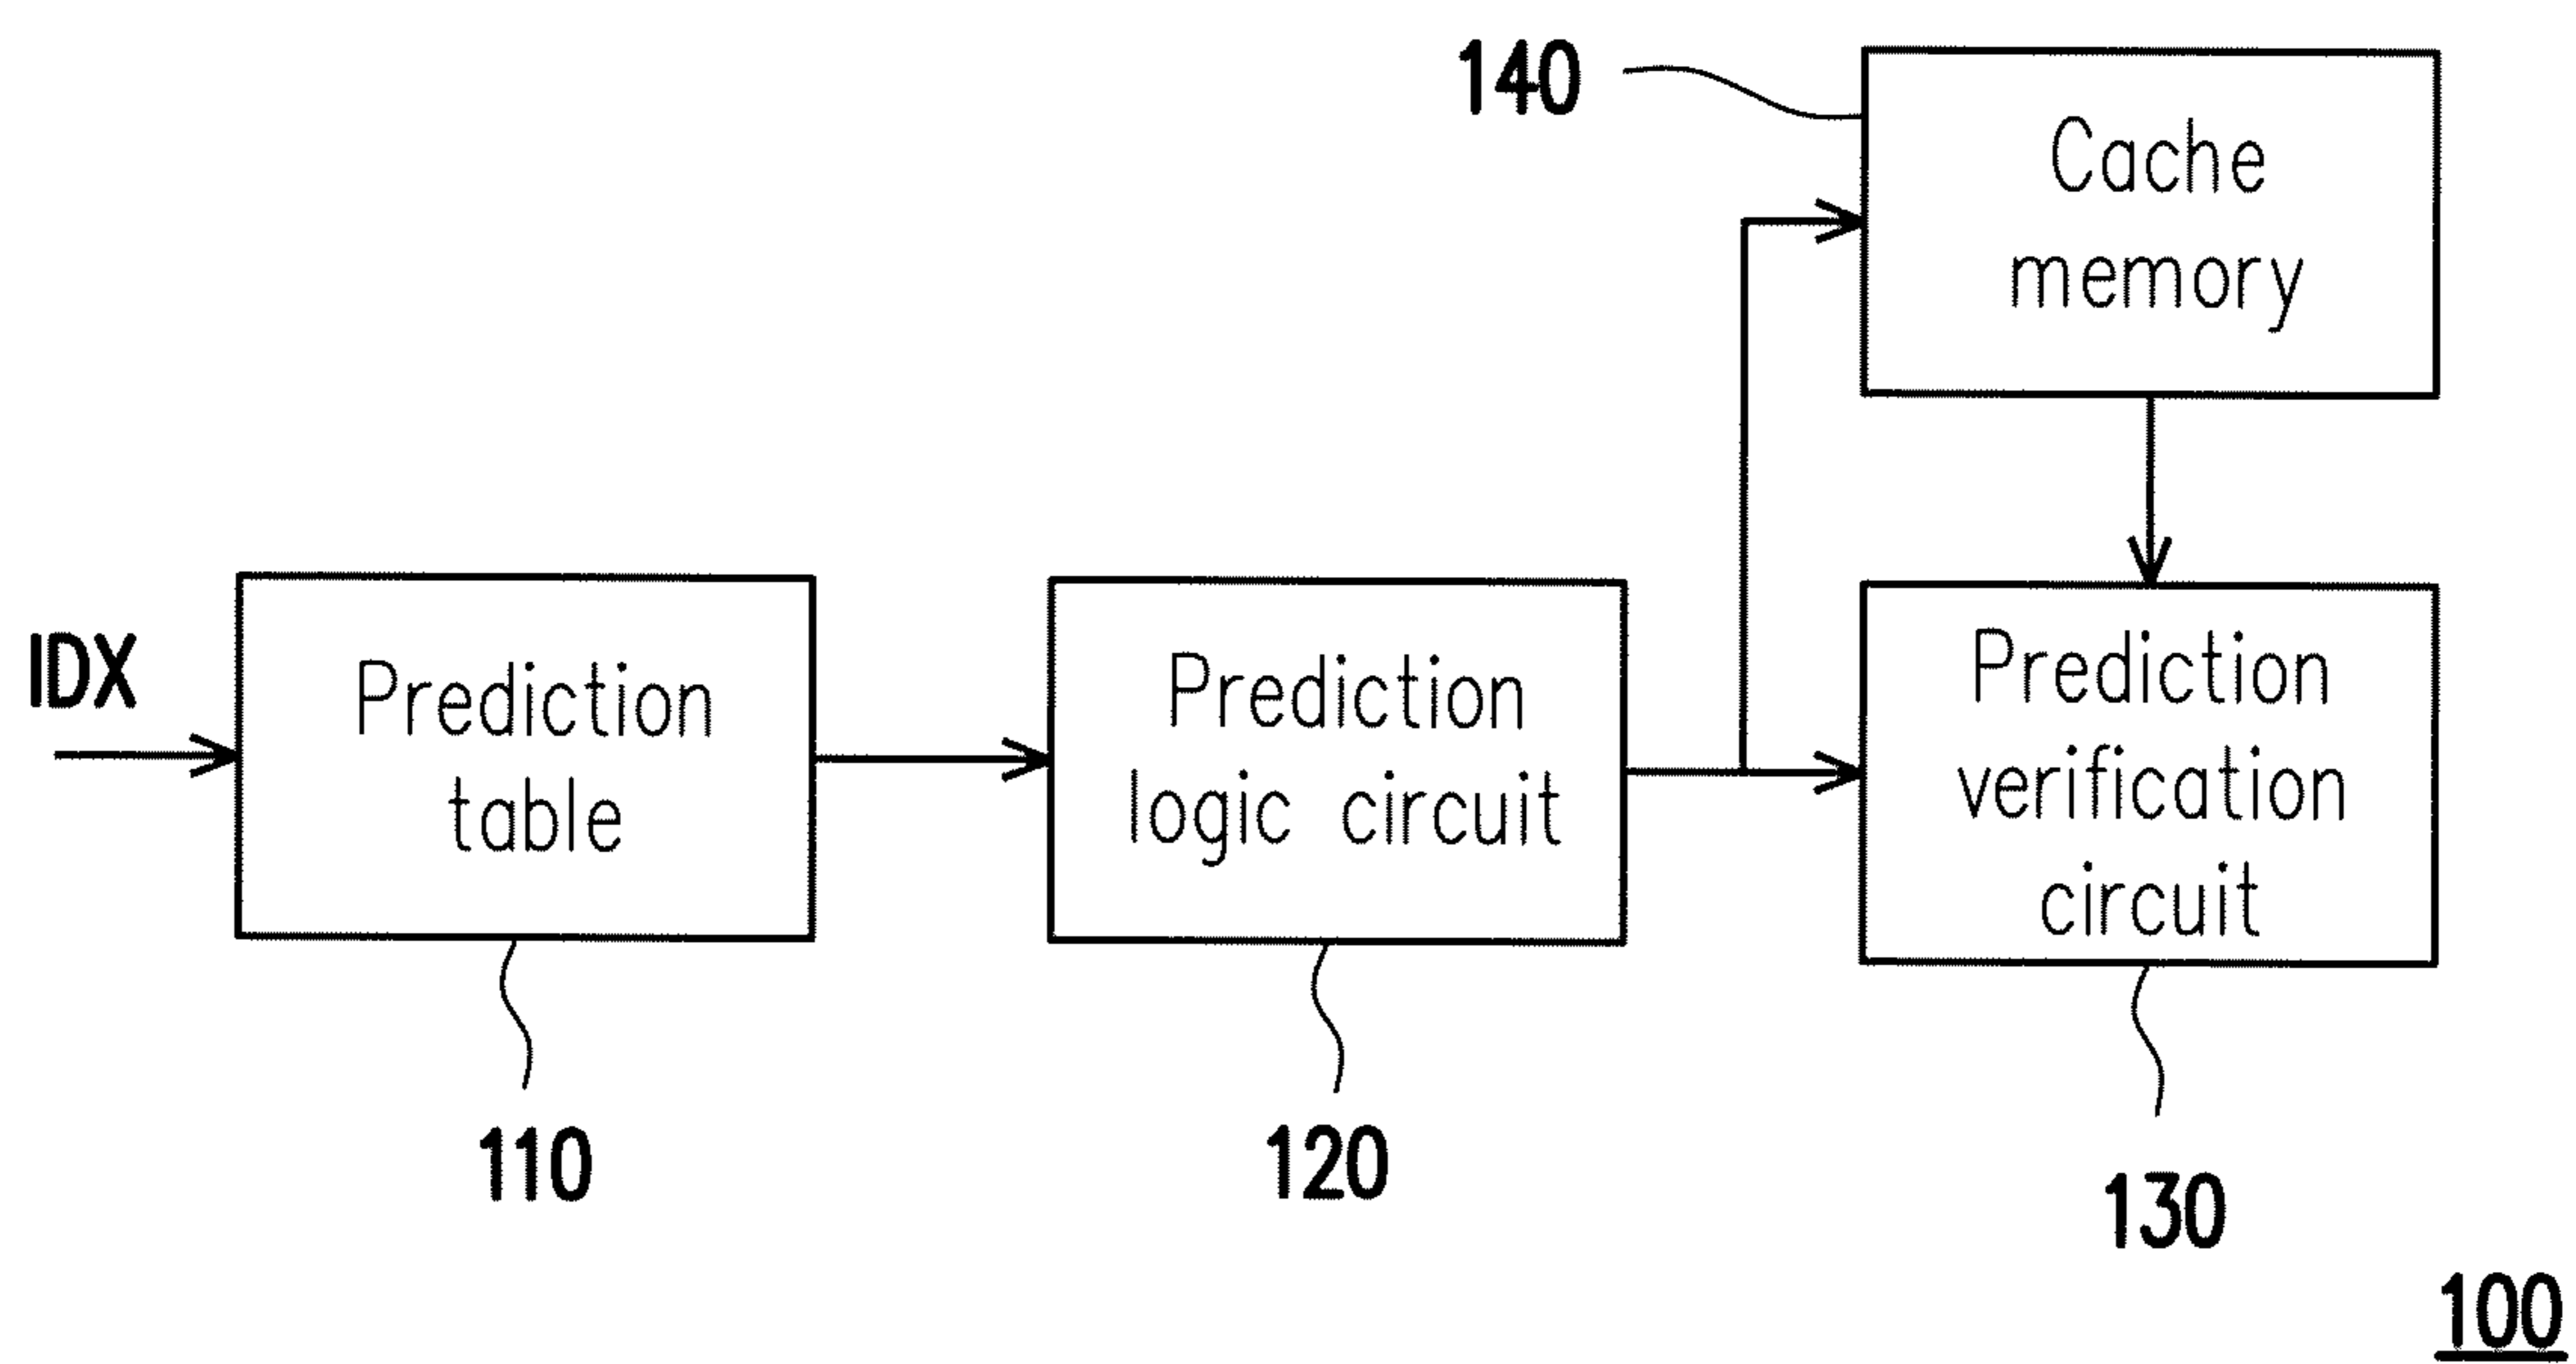 140
Cache
memory
IDX
Prediction
table
Prediction
logic circuit
Prediction
verification
circuit
110
120
130
100